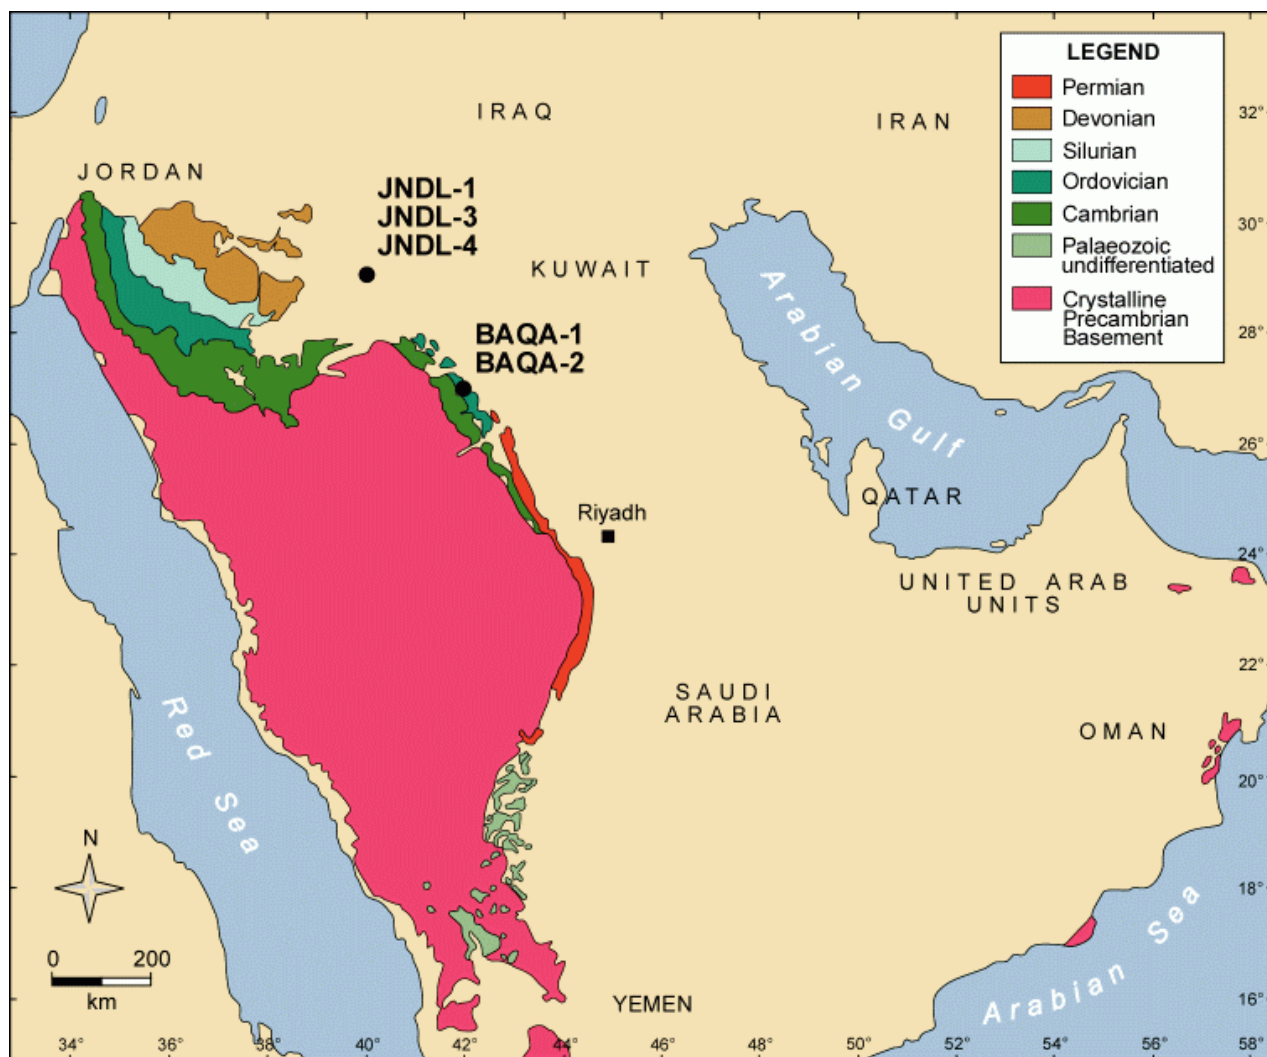 LEGEND
Permian
Devonian
Silurian
Ordovician
Cambrian
Palaeozoic
undifferentiated
Crystalline
Precambrian
Basement
IRAQ
IRAN
JORDAN
JNDL-1
JNDL-3
JNDL-4
KUWAIT
BAQA-1
BAQA-2
Arabian Gulf
QATAR
Riyadh
UNITED ARAB
UNITS
SAUDI
ARABIA
OMAN
Red Sea
N
0 200
km
YEMEN
Arabian Sea
32°
30°
28°
26°
24°
22°
20°
18°
16°
34° 36° 38° 40° 42° 44° 46° 48° 50° 52° 54° 56° 58°